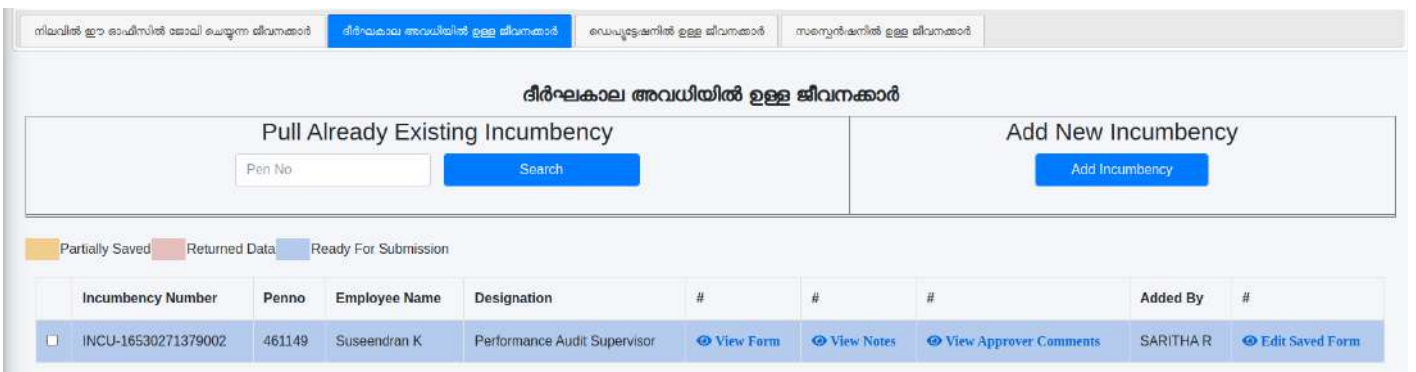 നിലവിൽ ഈ ഓഫീസിൽ ജോലി ചെയ്യുന്ന ജീവനക്കാർ ദീർഘകാല അവധിയിൽ ഉള്ള ജീവനക്കാർ ഡെപ്യൂട്ടേഷനിൽ ഉള്ള ജീവനക്കാർ സസ്പെൻഷനിൽ ഉള്ള ജീവനക്കാർ
ദീർഘകാല അവധിയിൽ ഉള്ള ജീവനക്കാർ
Pull Already Existing Incumbency Add New Incumbency
Pen No Search Add Incumbency
Partially Saved Returned Data Ready For Submission
Incumbency Number Penno Employee Name Designation # # # Added By #
INCU-16530271379002 461149 Suseendran K Performance Audit Supervisor View Form View Notes View Approver Comments SARITHA R Edit Saved Form